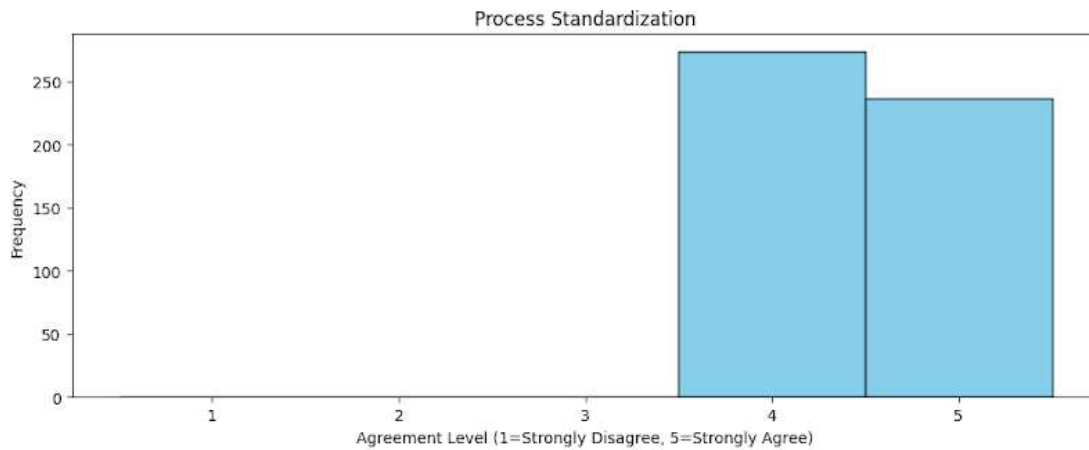 Process Standardization
250
200
150
100
50
0
Frequency
1 2 3 4 5
Agreement Level (1=Strongly Disagree, 5=Strongly Agree)